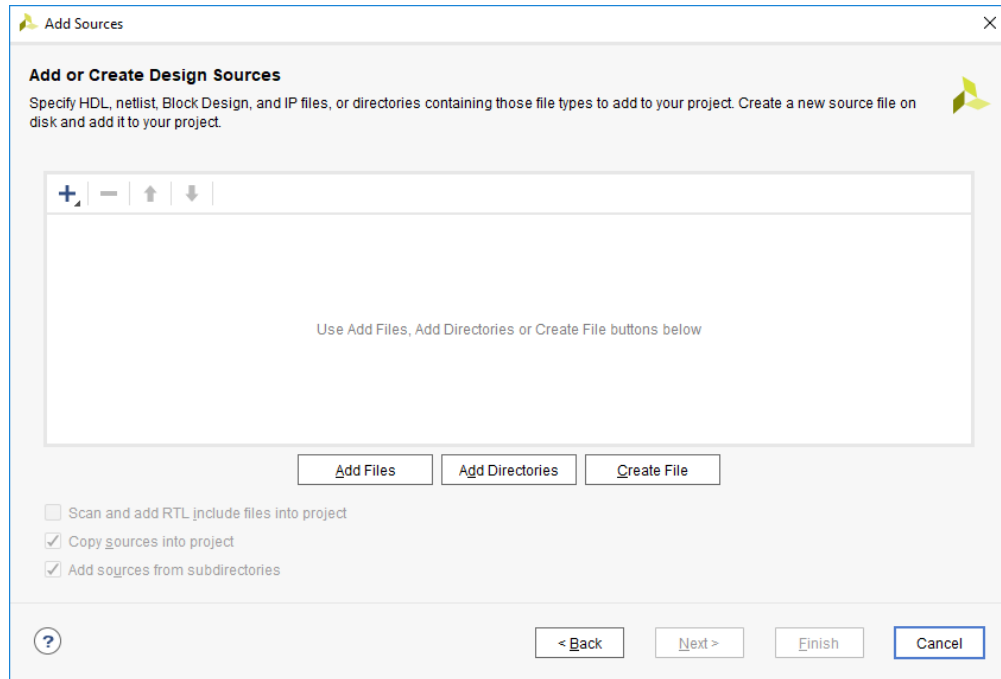 Add Sources
Add or Create Design Sources
Specify HDL, netlist, Block Design, and IP files, or directories containing those file types to add to your project. Create a new source file on
disk and add it to your project.
Use Add Files, Add Directories or Create File buttons below
Add Files
Add Directories
Create File
Scan and add RTL include files into project
Copy sources into project
Add sources from subdirectories
?
< Back
Next >
Finish
Cancel